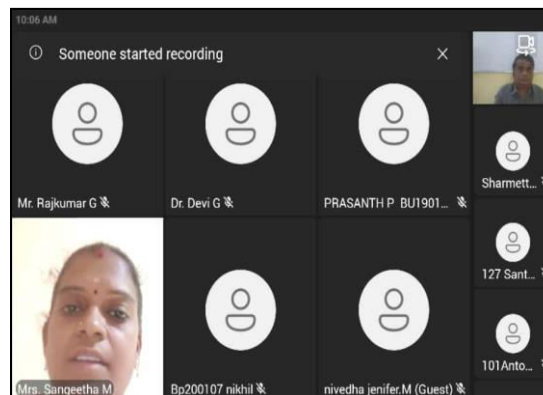 10:06 AM
Someone started recording
Mr. Rajkumar G
Dr. Devi G
PRASANTH P BU1901...
Sharmett...
127 Sant...
Mrs. Sangeetha M
Bp200107 nikhil
nivedha jenifer.M (Guest)
101Anto...